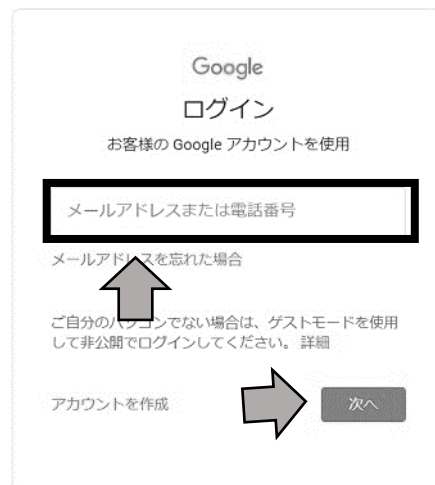 Google
ログイン
お客様の Google アカウントを使用
メールアドレスまたは電話番号
メールアドレスを忘れた場合
ご自分のパソコンでない場合は、ゲストモードを使用
して非公開でログインしてください。 詳細
アカウントを作成
次へ